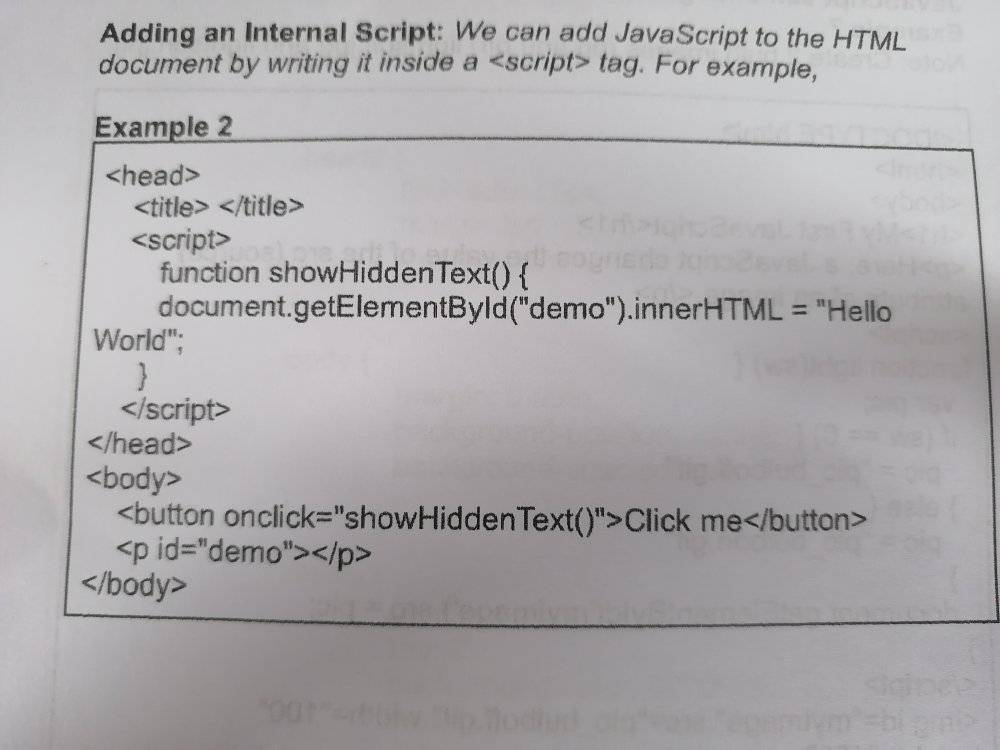 Adding an Internal Script: We can add JavaScript to the HTML
document by writing it inside a <script> tag. For example,
Example 2
<head>
<title> </title>
<script>
function showHiddenText() {
document.getElementById("demo").innerHTML = "Hello
World";
}
</script>
</head>
<body>
<button onclick="showHiddenText()">Click me</button>
<p id="demo"></p>
</body>